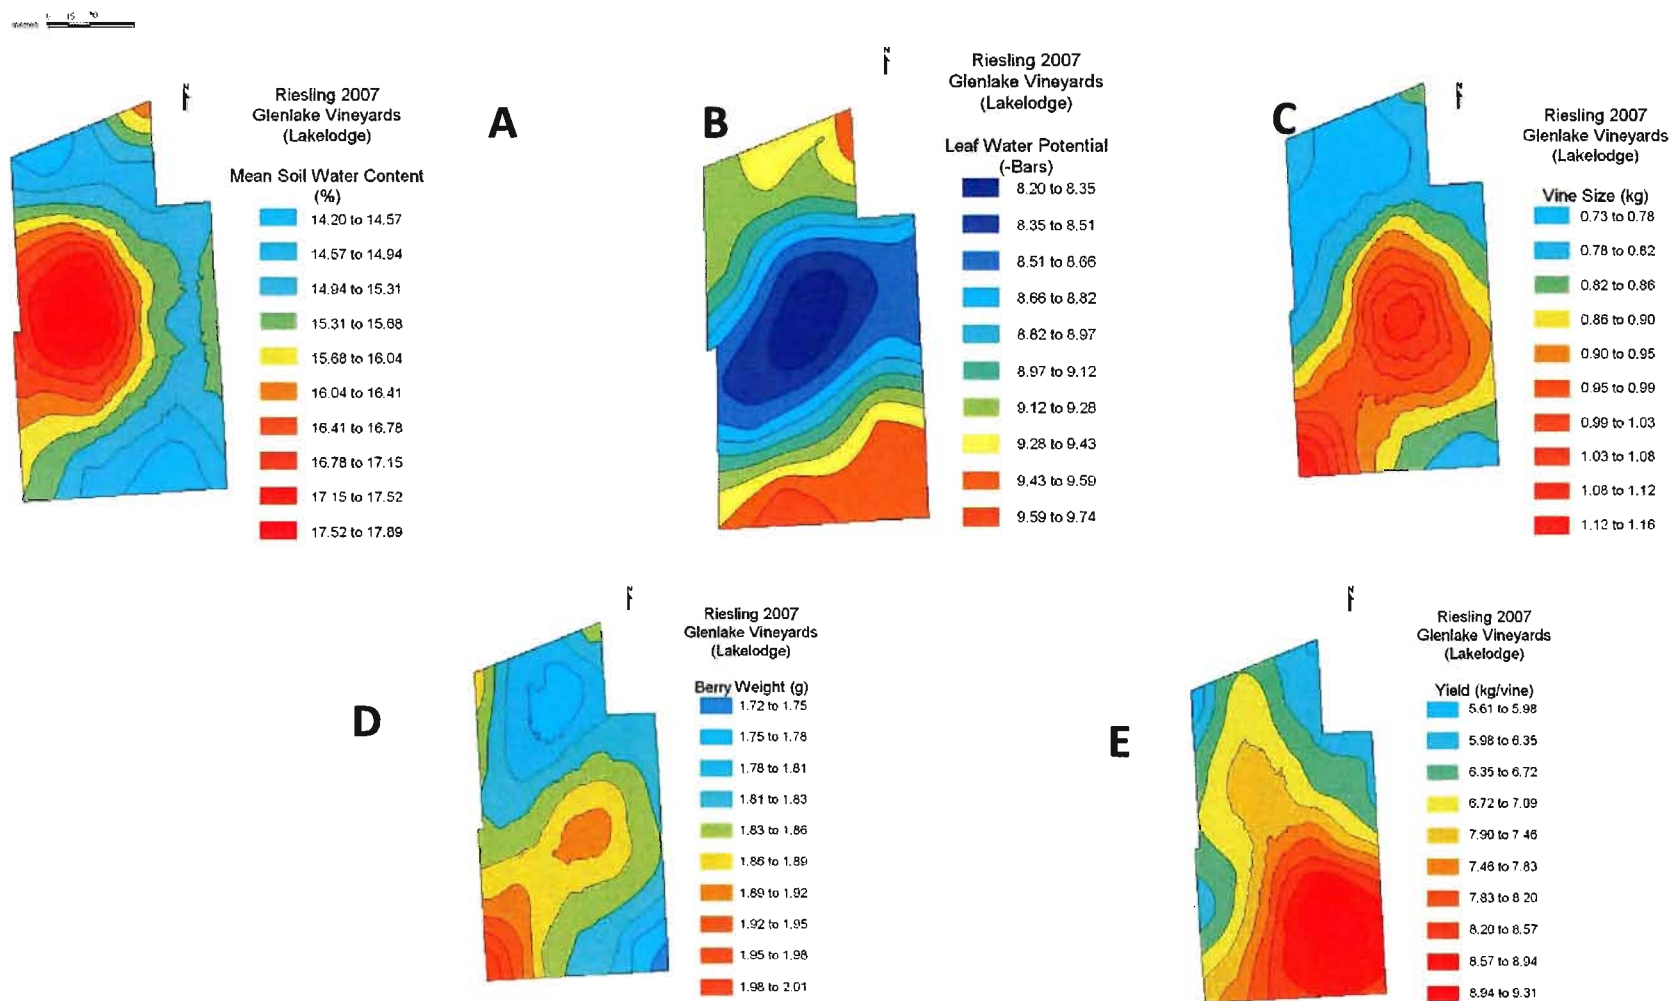 0 15 30
N
Riesling 2007
Glenlake Vineyards
(Lakelodge)
Mean Soil Water Content
(%)
14.20 to 14.57
14.57 to 14.94
14.94 to 15.31
15.31 to 15.68
15.68 to 16.04
16.04 to 16.41
16.41 to 16.78
16.78 to 17.15
17.15 to 17.52
17.52 to 17.89
A
B
N
Riesling 2007
Glenlake Vineyards
(Lakelodge)
Leaf Water Potential
(-Bars)
8.20 to 8.35
8.35 to 8.51
8.51 to 8.66
8.66 to 8.82
8.82 to 8.97
8.97 to 9.12
9.12 to 9.28
9.28 to 9.43
9.43 to 9.59
9.59 to 9.74
C
N
Riesling 2007
Glenlake Vineyards
(Lakelodge)
Vine Size (kg)
0.73 to 0.78
0.78 to 0.82
0.82 to 0.86
0.86 to 0.90
0.90 to 0.95
0.95 to 0.99
0.99 to 1.03
1.03 to 1.08
1.08 to 1.12
1.12 to 1.16
D
N
Riesling 2007
Glenlake Vineyards
(Lakelodge)
Berry Weight (g)
1.72 to 1.75
1.75 to 1.78
1.78 to 1.81
1.81 to 1.83
1.83 to 1.86
1.86 to 1.89
1.89 to 1.92
1.92 to 1.95
1.95 to 1.98
1.98 to 2.01
E
N
Riesling 2007
Glenlake Vineyards
(Lakelodge)
Yield (kg/vine)
5.61 to 5.98
5.98 to 6.35
6.35 to 6.72
6.72 to 7.09
7.90 to 7.46
7.46 to 7.83
7.83 to 8.20
8.20 to 8.57
8.57 to 8.94
8.94 to 9.31